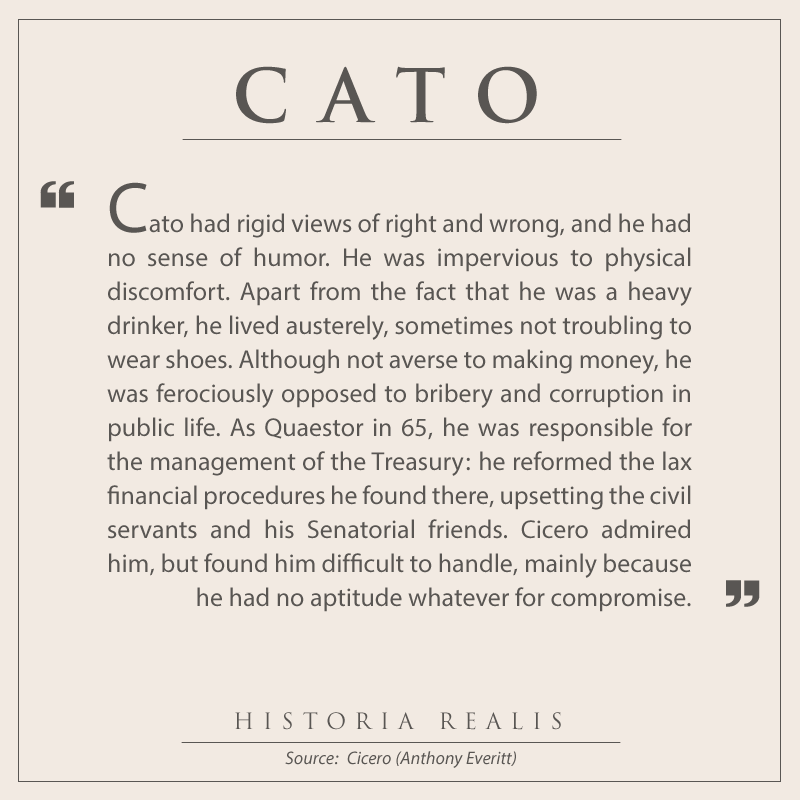 CATO
“
Cato had rigid views of right and wrong, and he had
no sense of humor. He was impervious to physical
discomfort. Apart from the fact that he was a heavy
drinker, he lived austerely, sometimes not troubling to
wear shoes. Although not averse to making money, he
was ferociously opposed to bribery and corruption in
public life. As Quaestor in 65, he was responsible for
the management of the Treasury: he reformed the lax
financial procedures he found there, upsetting the civil
servants and his Senatorial friends. Cicero admired
him, but found him difficult to handle, mainly because
he had no aptitude whatever for compromise. ”
HISTORIA REALIS
Source: Cicero (Anthony Everitt)